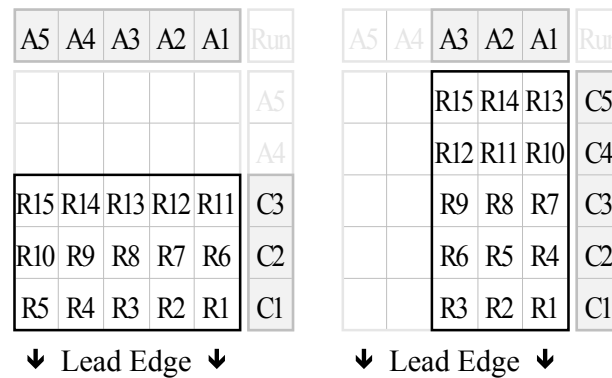 A5 A4 A3 A2 A1 Run
A5
A4
R15 R14 R13 R12 R11 C3
R10 R9 R8 R7 R6 C2
R5 R4 R3 R2 R1 C1
🡫 Lead Edge 🡫
A5 A4 A3 A2 A1 Run
R15 R14 R13 C5
R12 R11 R10 C4
R9 R8 R7 C3
R6 R5 R4 C2
R3 R2 R1 C1
🡫 Lead Edge 🡫